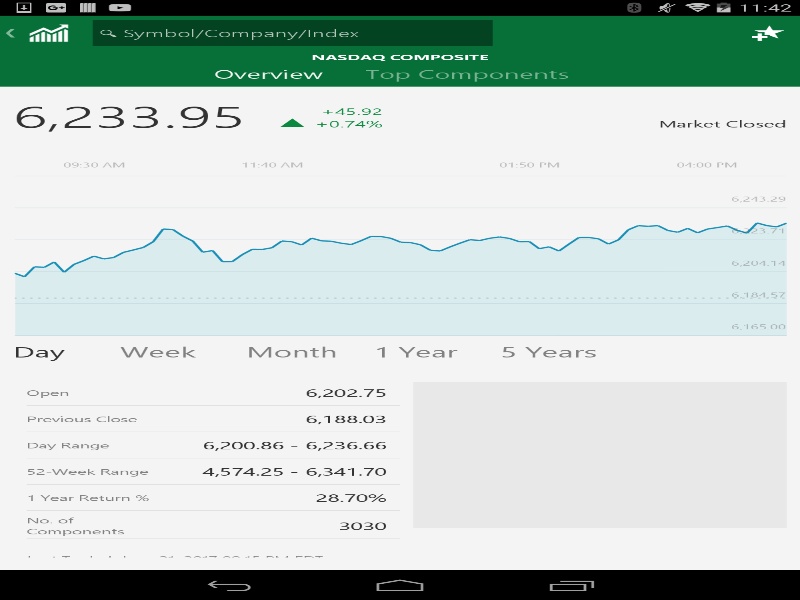 11:42
Symbol/Company/Index
NASDAQ COMPOSITE
Overview Top Components
6,233.95
+45.92
+0.74%
Market Closed
09:30 AM 11:40 AM 01:50 PM 04:00 PM
6,243.29
6,223.71
6,204.14
6,184.57
6,165.00
Day Week Month 1 Year 5 Years
Open 6,202.75
Previous Close 6,188.03
Day Range 6,200.86 - 6,236.66
52-Week Range 4,574.25 - 6,341.70
1 Year Return % 28.70%
No. of
Components 3030